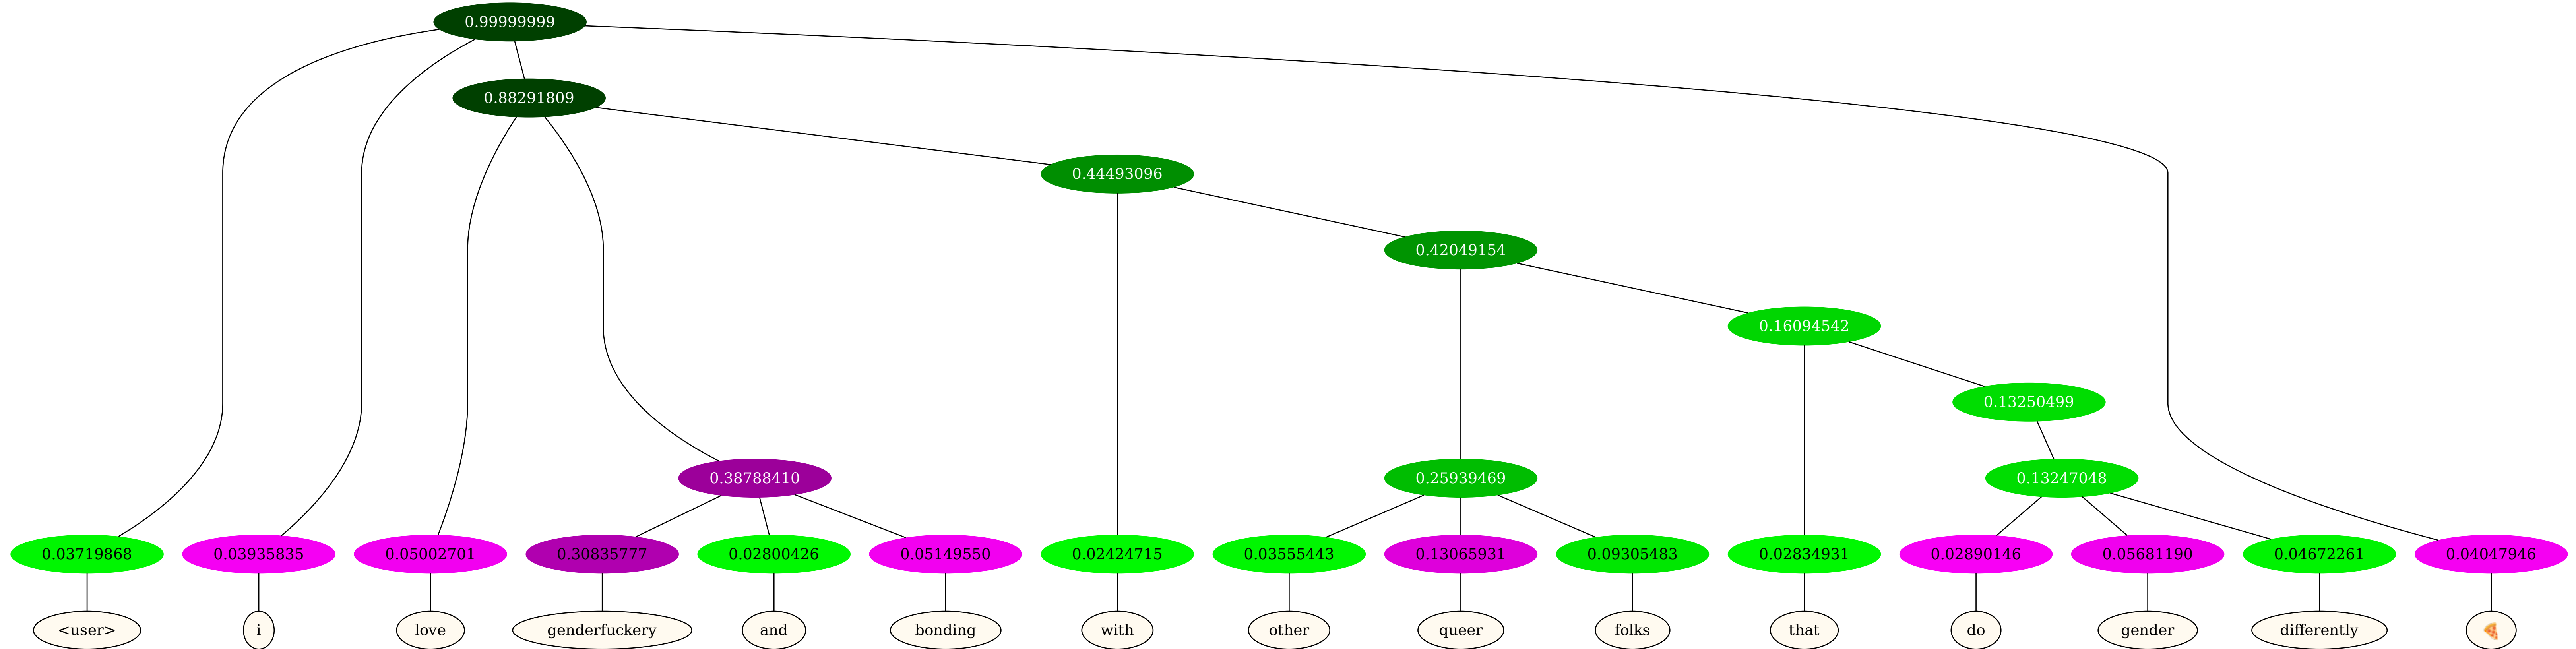 0.99999999
0.88291809
0.44493096
0.42049154
0.16094542
0.13250499
0.38788410 0.25939469 0.13247048
0.03719868 0.03935835 0.05002701 0.30835777 0.02800426 0.05149550 0.02424715 0.03555443 0.13065931 0.09305483 0.02834931 0.02890146 0.05681190 0.04672261 0.04047946
<user> i love genderfuckery and bonding with other queer folks that do gender differently 🍕